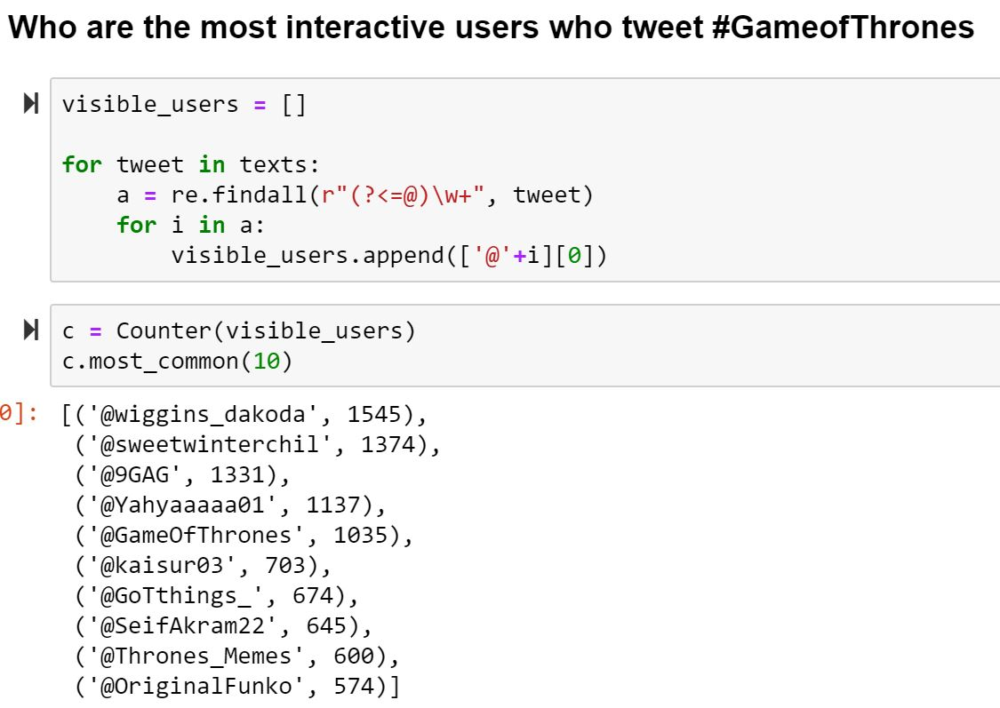 Who are the most interactive users who tweet #GameofThrones
visible_users = []
for tweet in texts:
    a = re.findall(r"(?<=@)\w+", tweet)
    for i in a:
        visible_users.append(['@'+i][0])
c = Counter(visible_users)
c.most_common(10)
0]: [('@wiggins_dakoda', 1545),
('@sweetwinterchil', 1374),
('@9GAG', 1331),
('@Yahyaaaaa01', 1137),
('@GameOfThrones', 1035),
('@kaisur03', 703),
('@GoTthings_', 674),
('@SeifAkram22', 645),
('@Thrones_Memes', 600),
('@OriginalFunko', 574)]